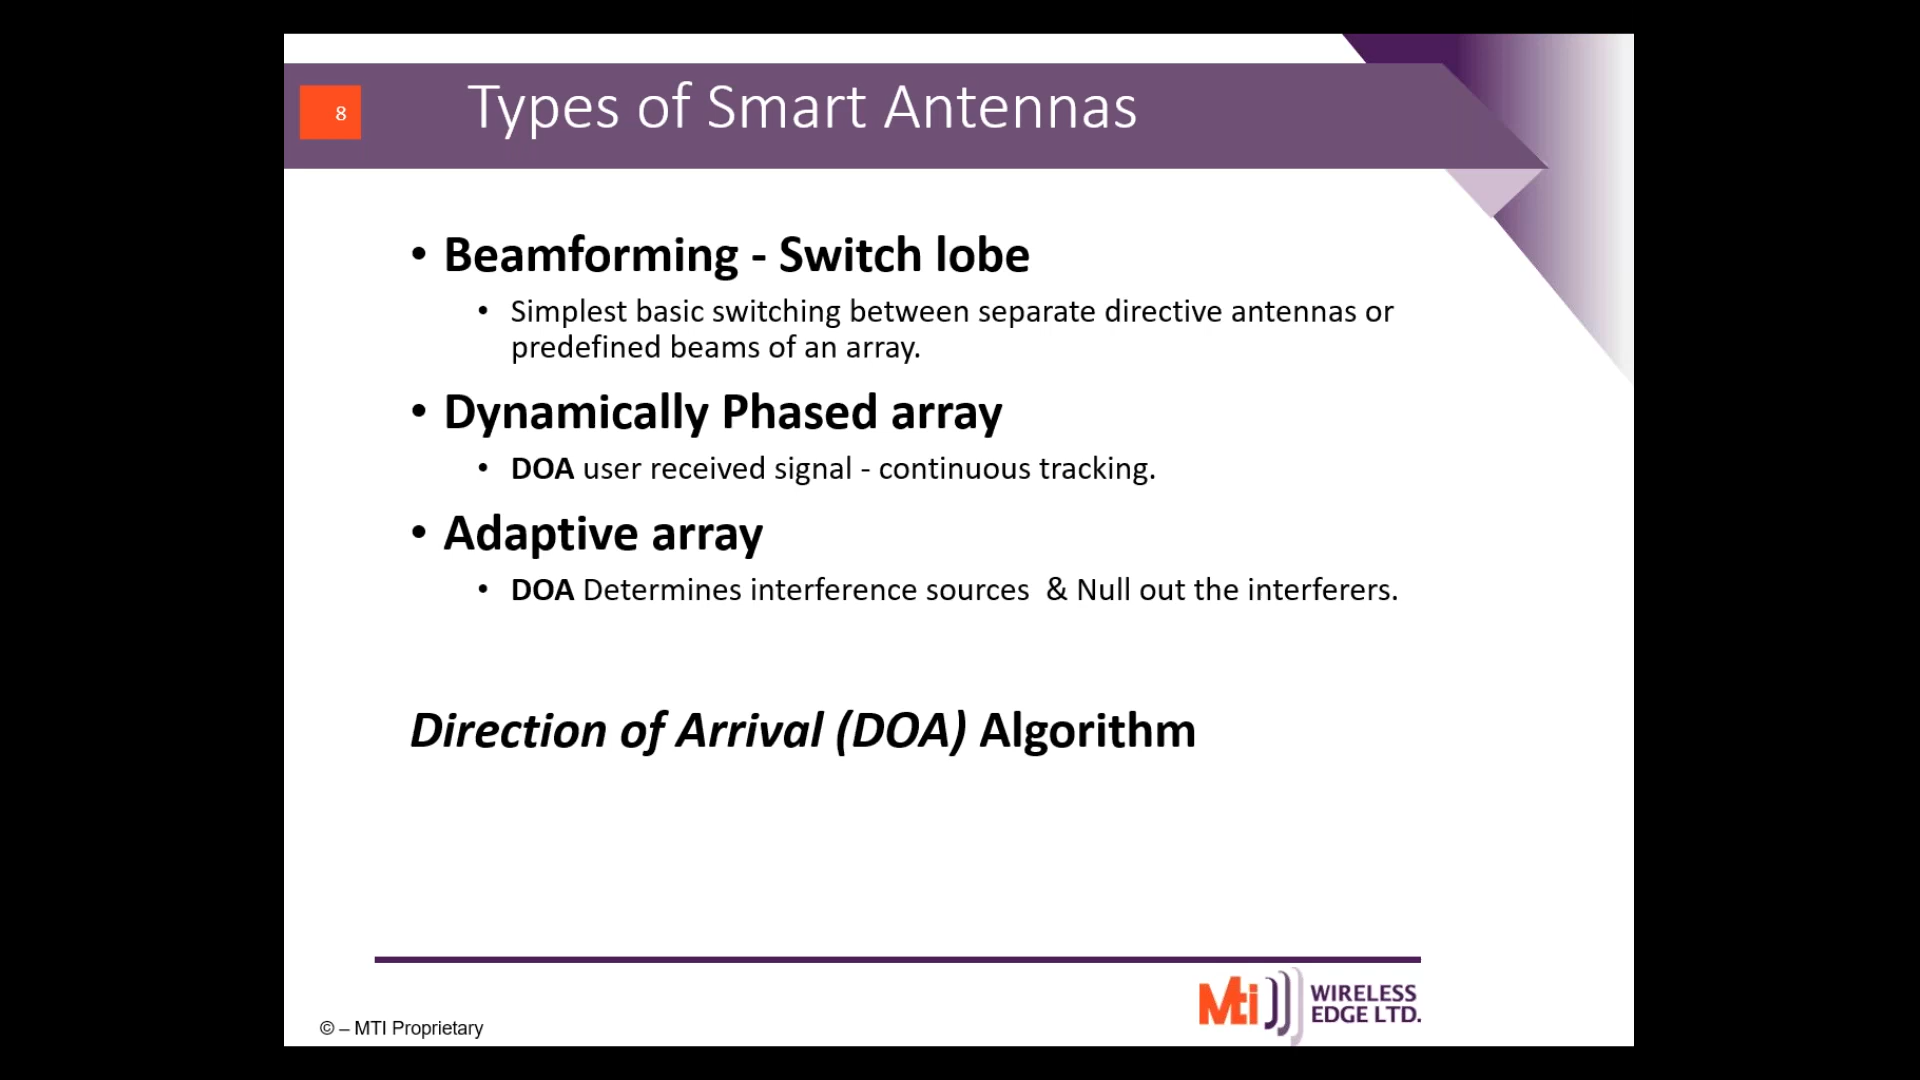 8
Types of Smart Antennas
• Beamforming - Switch lobe
• Simplest basic switching between separate directive antennas or
predefined beams of an array.
• Dynamically Phased array
• DOA user received signal - continuous tracking.
• Adaptive array
• DOA Determines interference sources  & Null out the interferers.
Direction of Arrival (DOA) Algorithm
Mti WIRELESS
EDGE LTD.
© – MTI Proprietary